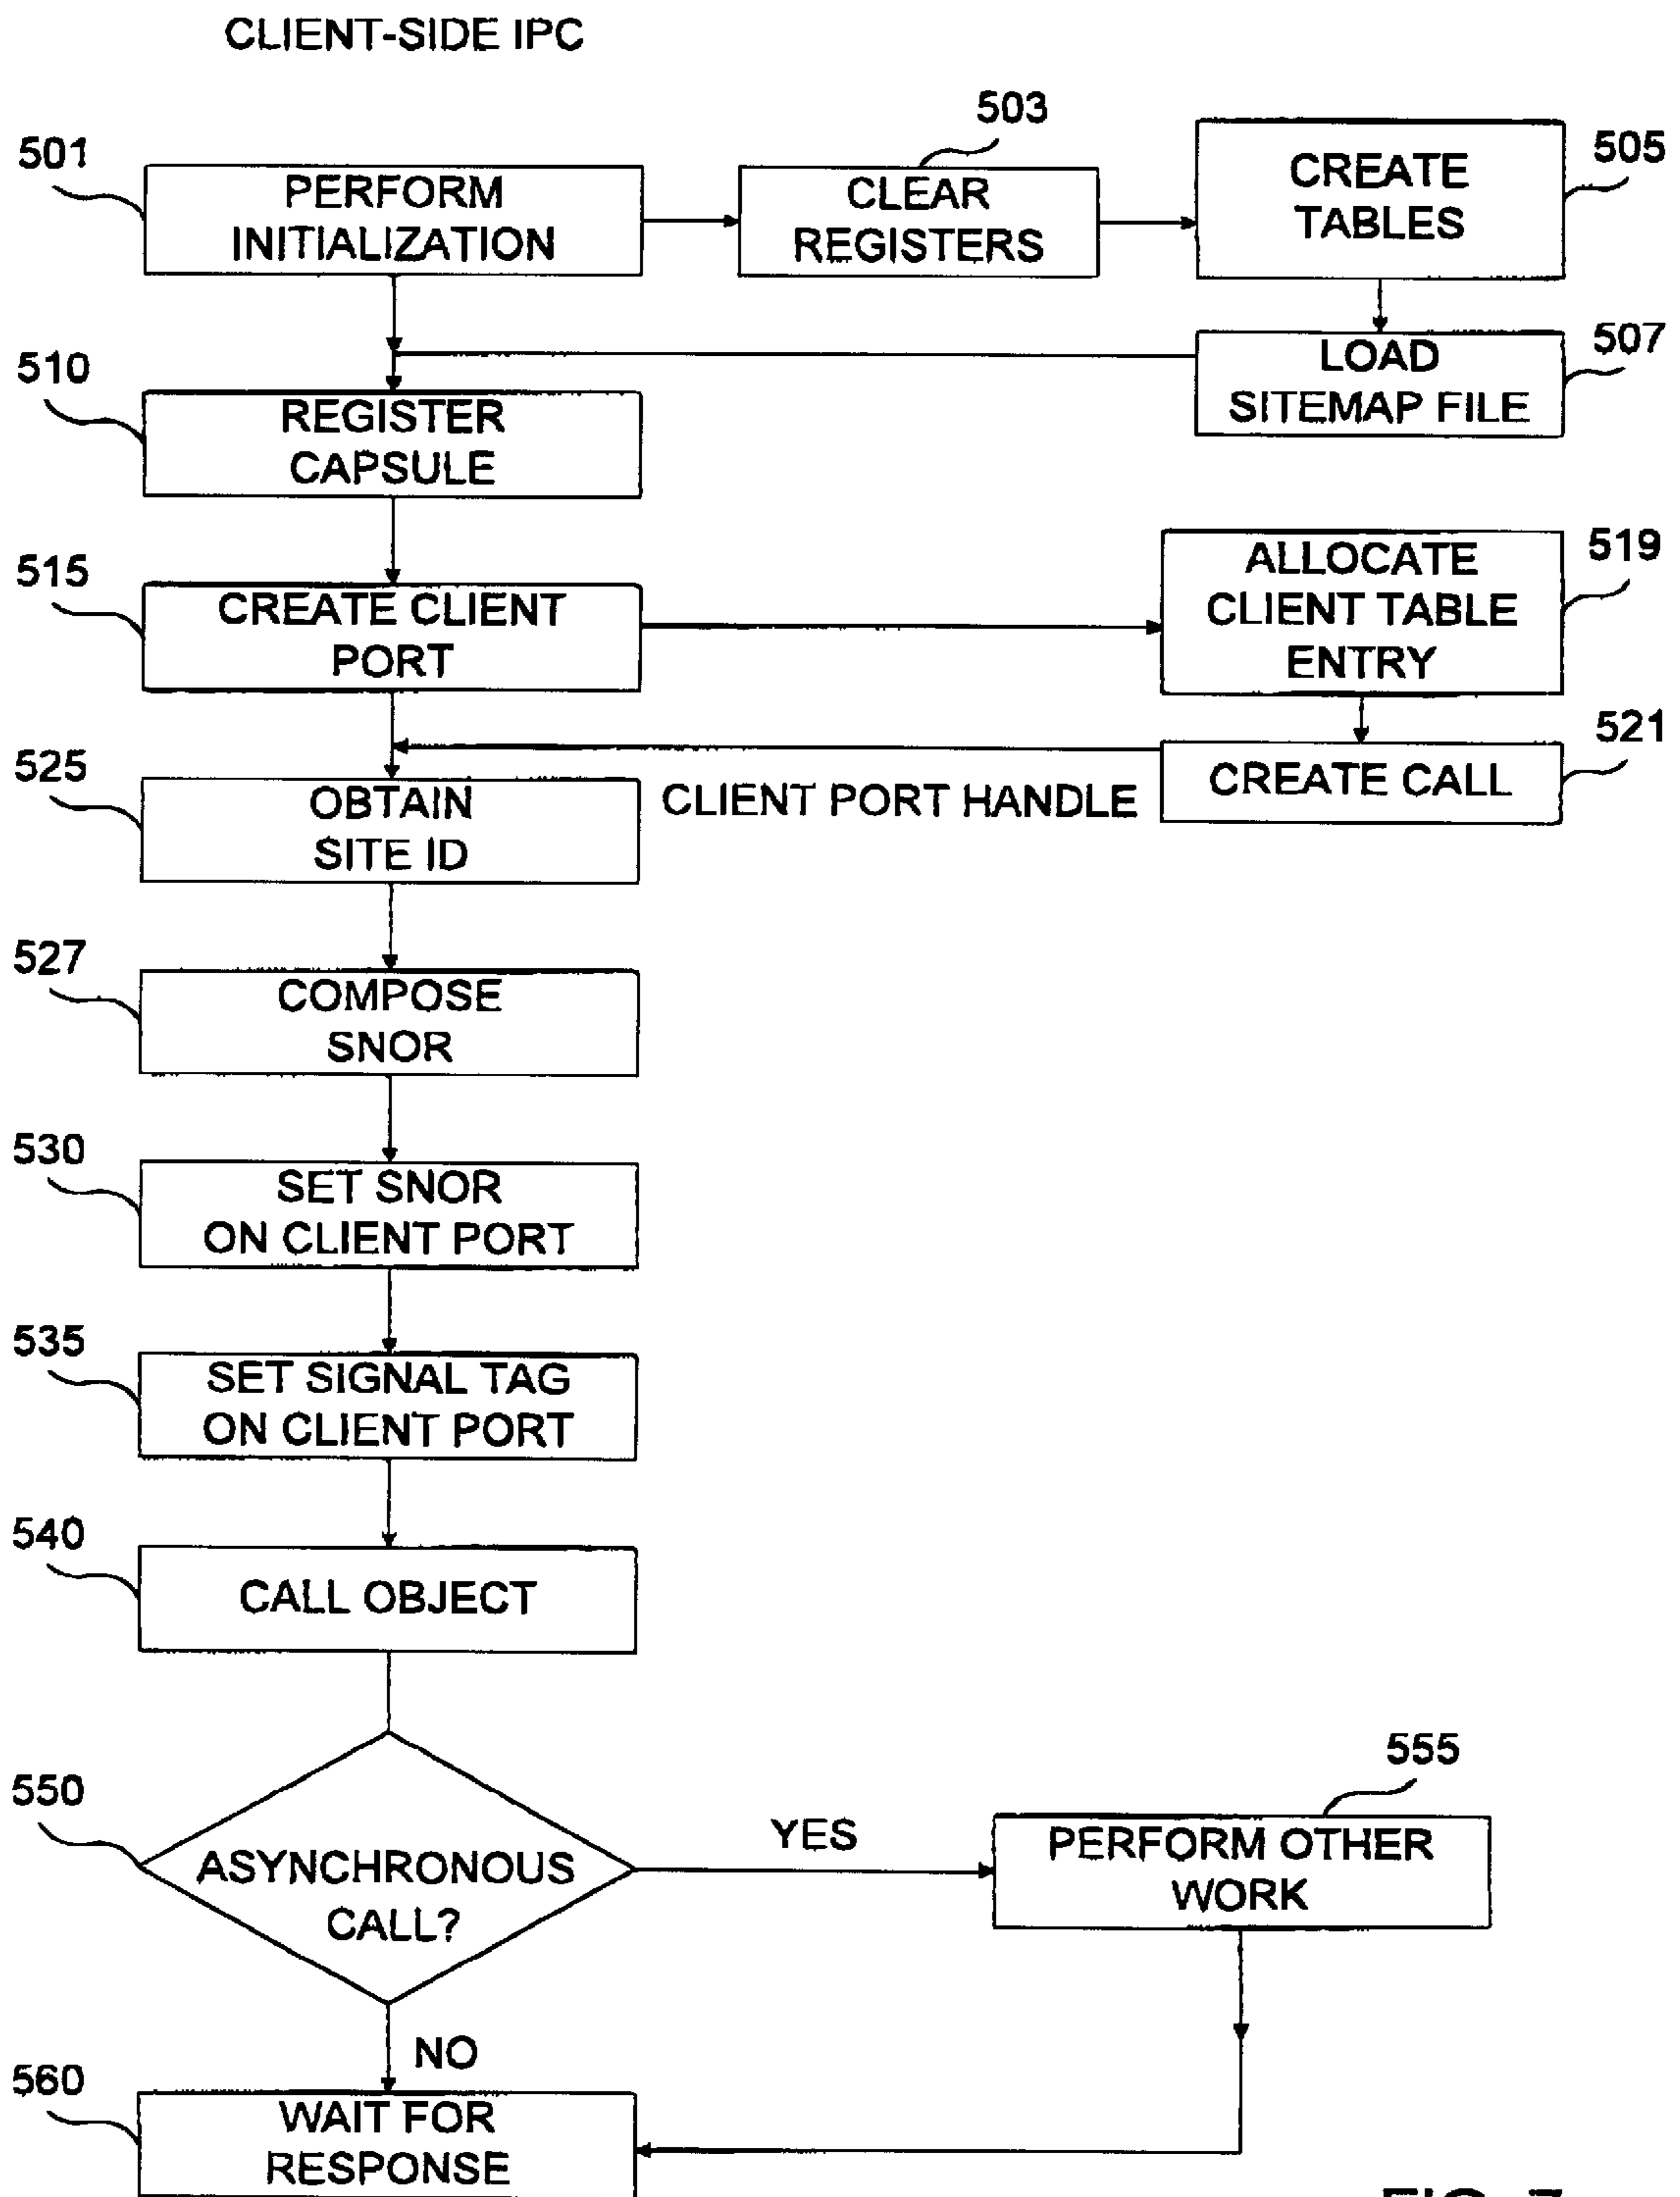 CLIENT-SIDE IPC
503
501
505
PERFORM
INITIALIZATION
CLEAR
REGISTERS
CREATE
TABLES
507
510
LOAD
SITEMAP FILE
REGISTER
CAPSULE
519
515
ALLOCATE
CLIENT TABLE
ENTRY
CREATE CLIENT
PORT
521
525
CREATE CALL
OBTAIN
SITE ID
CLIENT PORT HANDLE
527
COMPOSE
SNOR
530
SET SNOR
ON CLIENT PORT
535
SET SIGNAL TAG
ON CLIENT PORT
540
CALL OBJECT
555
550
YES
PERFORM OTHER
WORK
ASYNCHRONOUS
CALL?
NO
560
WAIT FOR
RESPONSE